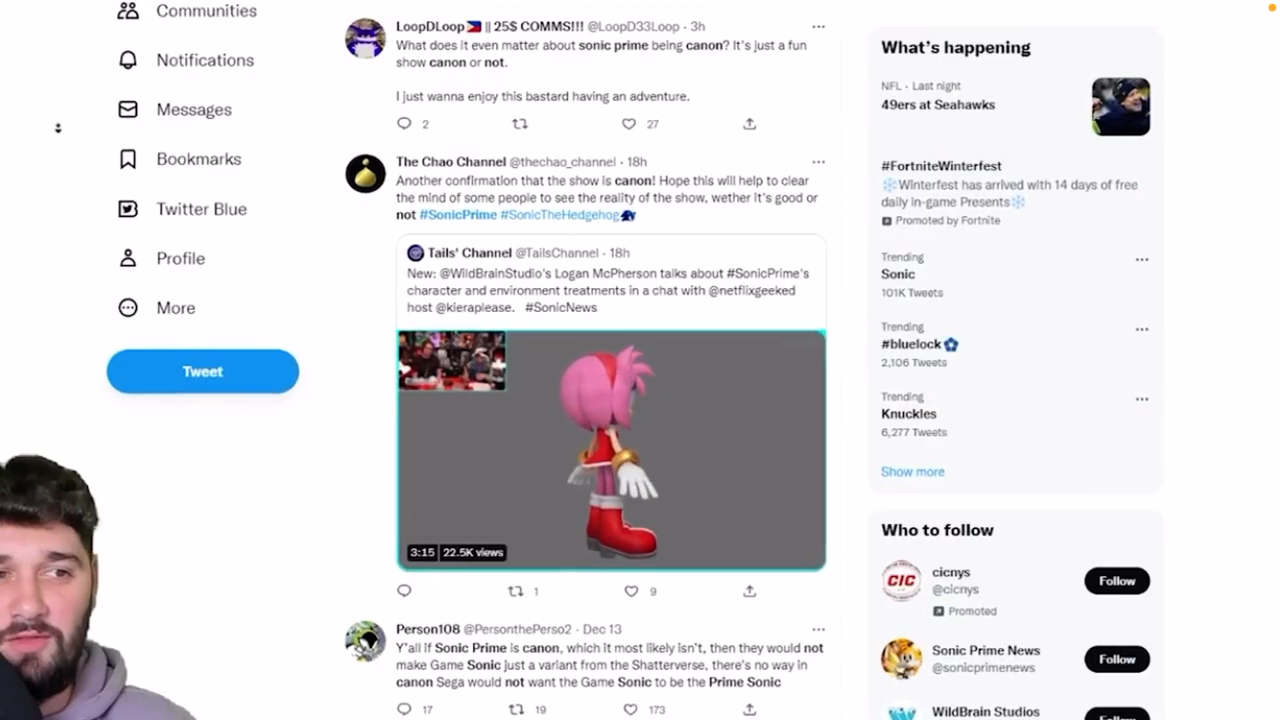 Communities
Notifications
Messages
Bookmarks
Twitter Blue
Profile
More
Tweet
LoopDLoop🇵🇭 || 25$ COMMS!!! @LoopD33Loop · 3h
What does it even matter about sonic prime being canon? It's just a fun
show canon or not.
I just wanna enjoy this bastard having an adventure.
2
27
The Chao Channel @thechao_channel · 18h
Another confirmation that the show is canon! Hope this will help to clear
the mind of some people to see the reality of the show, wether it's good or
not #SonicPrime #SonicTheHedgehog
Tails' Channel @TailsChannel · 18h
New: @WildBrainStudio's Logan McPherson talks about #SonicPrime's
character and environment treatments in a chat with @netflixgeeked
host @kieraplease. #SonicNews
3:15 22.5K views
1
9
Person108 @PersonthePerso2 · Dec 13
Y'all if Sonic Prime is canon, which it most likely isn't, then they would not
make Game Sonic just a variant from the Shatterverse, there's no way in
canon Sega would not want the Game Sonic to be the Prime Sonic
17
19
173
What's happening
NFL · Last night
49ers at Seahawks
#FortniteWinterfest
❄Winterfest has arrived with 14 days of free
daily in-game Presents❄
Promoted by Fortnite
Trending
Sonic
101K Tweets
Trending
#bluelock
2,106 Tweets
Trending
Knuckles
6,277 Tweets
Show more
Who to follow
CIC
cicnys
@cicnys
Promoted
Follow
Sonic Prime News
@sonicprimenews
Follow
WildBrain Studios
Follow